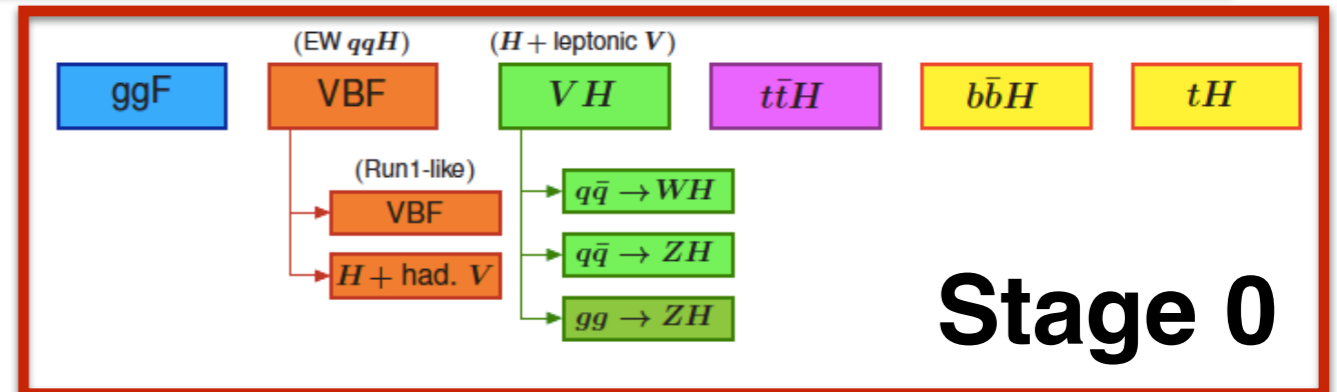 (EW qqH) (H + leptonic V)
ggF VBF VH tt̄H bb̄H tH
(Run1-like)
VBF
H + had. V
qq̄ → WH
qq̄ → ZH
gg → ZH
Stage 0